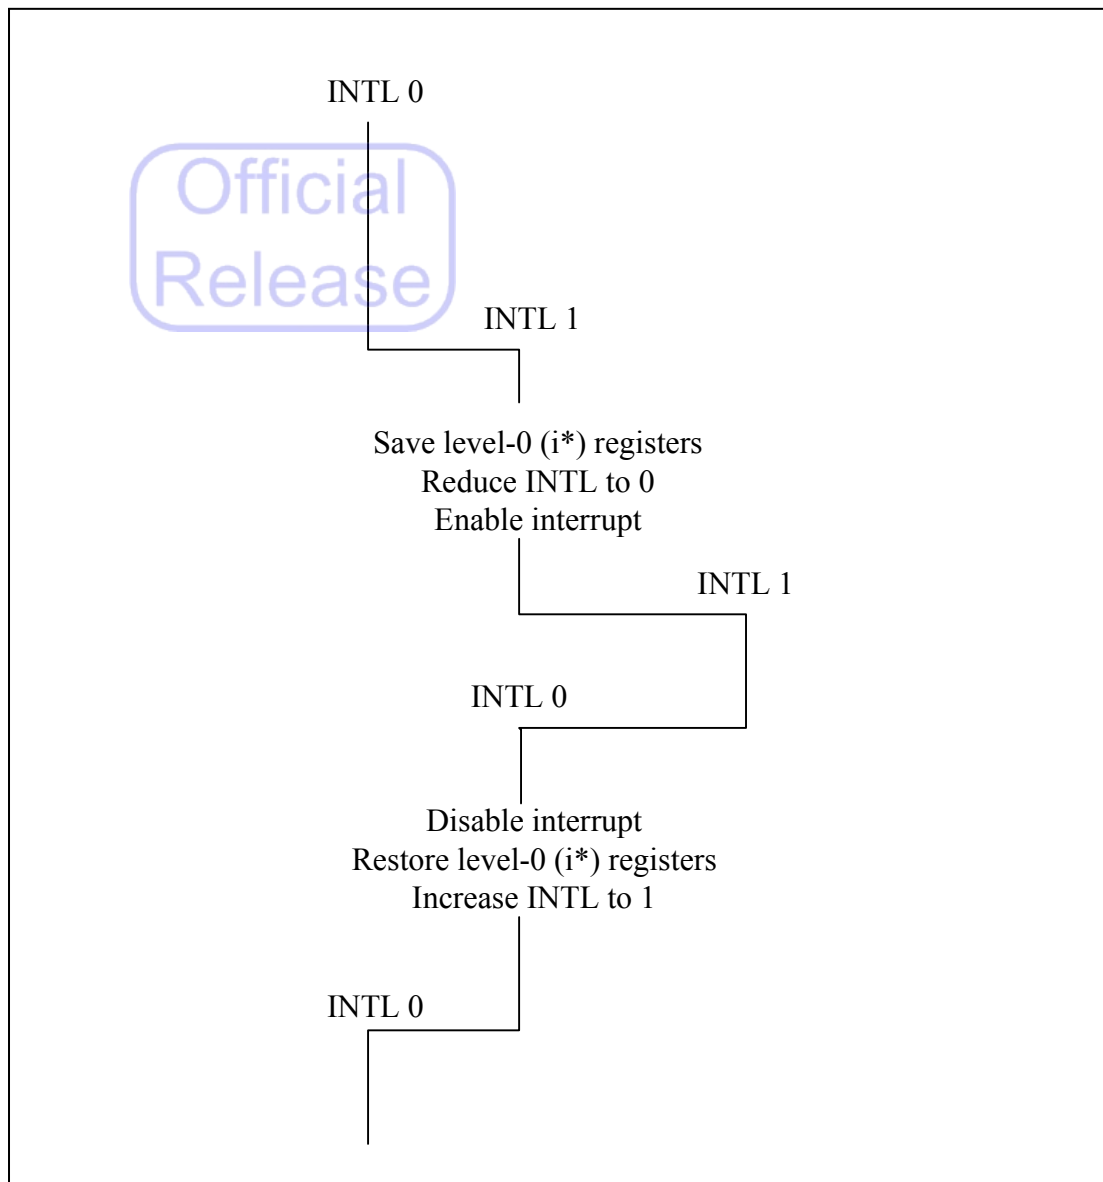 INTL 0
Official
Release
INTL 1
Save level-0 (i*) registers
Reduce INTL to 0
Enable interrupt
INTL 1
INTL 0
Disable interrupt
Restore level-0 (i*) registers
Increase INTL to 1
INTL 0